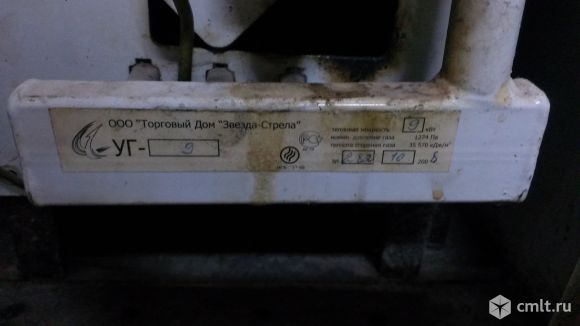 ООО "Торговый Дом "Звезда-Стрела"
УГ- 9
тепловая мощность 9 кВт
номин. давление газа 1274 Па
теплота сгорания газа 35 570 кДж/м³
№ 10 200 6
cmlt.ru